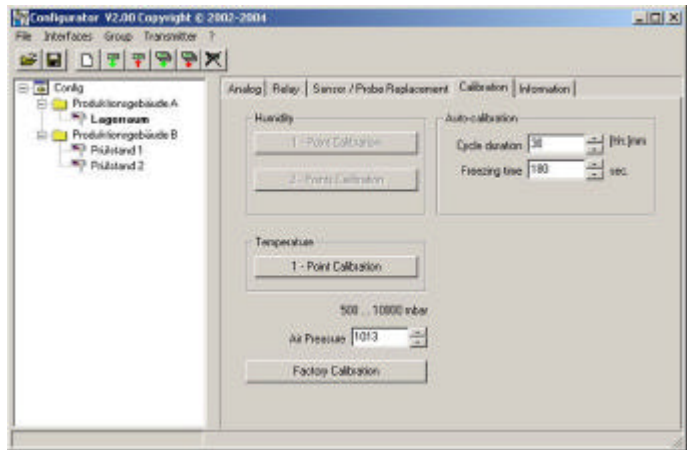 Configurator V2.00 Copyright © 2002-2004
File Interfaces Group Transmitter ?
Config
Produktionsgebäude A
Lagerraum
Produktionsgebäude B
Prüfstand 1
Prüfstand 2
Analog Relay Sensor / Probe Replacement Calibration Information
Humidity
1 - Point Calibration
2 - Points Calibration
Auto-calibration
Cycle duration 30 [hh:]mm
Freezing time 180 sec.
Temperature
1 - Point Calibration
500 ... 10000 mbar
Air Pressure 1013
Factory Calibration